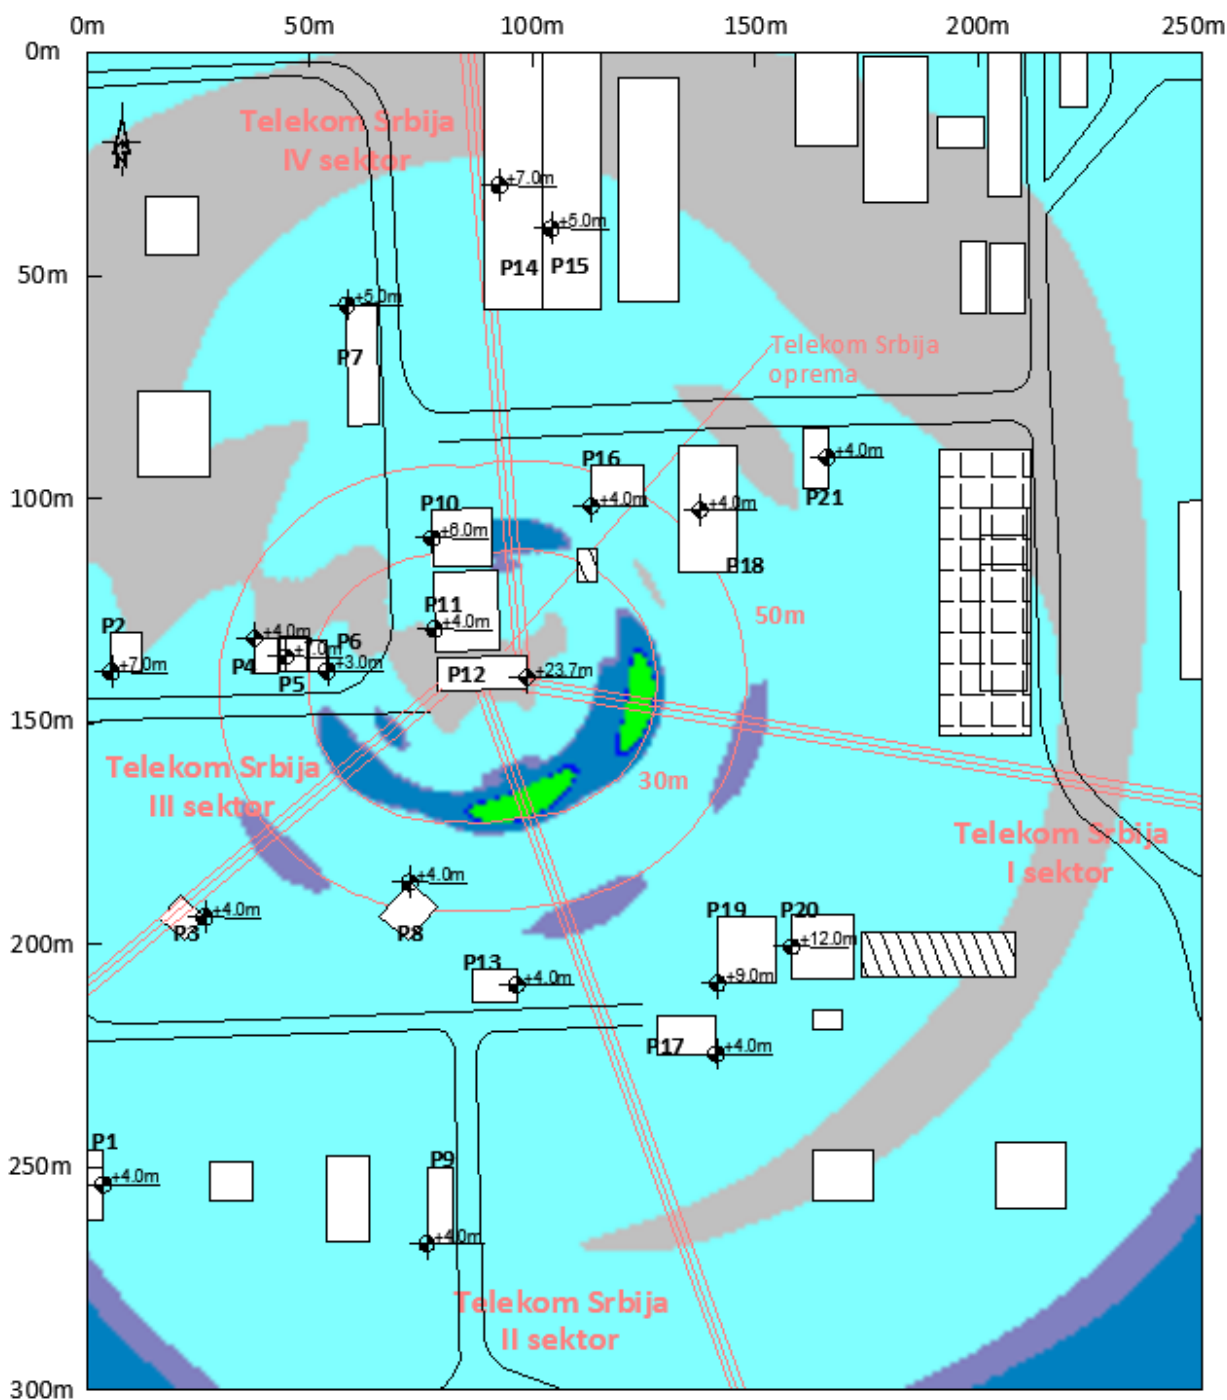 0m
50m
100m
150m
200m
250m
0m
Telekom Srbija
IV sektor
+7.0m
+5.0m
P14
P15
50m
+5.0m
P7
Telekom Srbija
oprema
+4.0m
P21
P16
100m
+4.0m
+4.0m
P10
+6.0m
P18
P11
+4.0m
50m
P2
+7.0m
+4.0m
P4
P5
P6
+3.0m
P12
+23.7m
150m
Telekom Srbija
III sektor
30m
Telekom Srbija
I sektor
+4.0m
P3
+4.0m
P8
P19
P20
+12.0m
200m
P13
+4.0m
+9.0m
P17
+4.0m
P1
+4.0m
250m
P9
+4.0m
Telekom Srbija
II sektor
300m